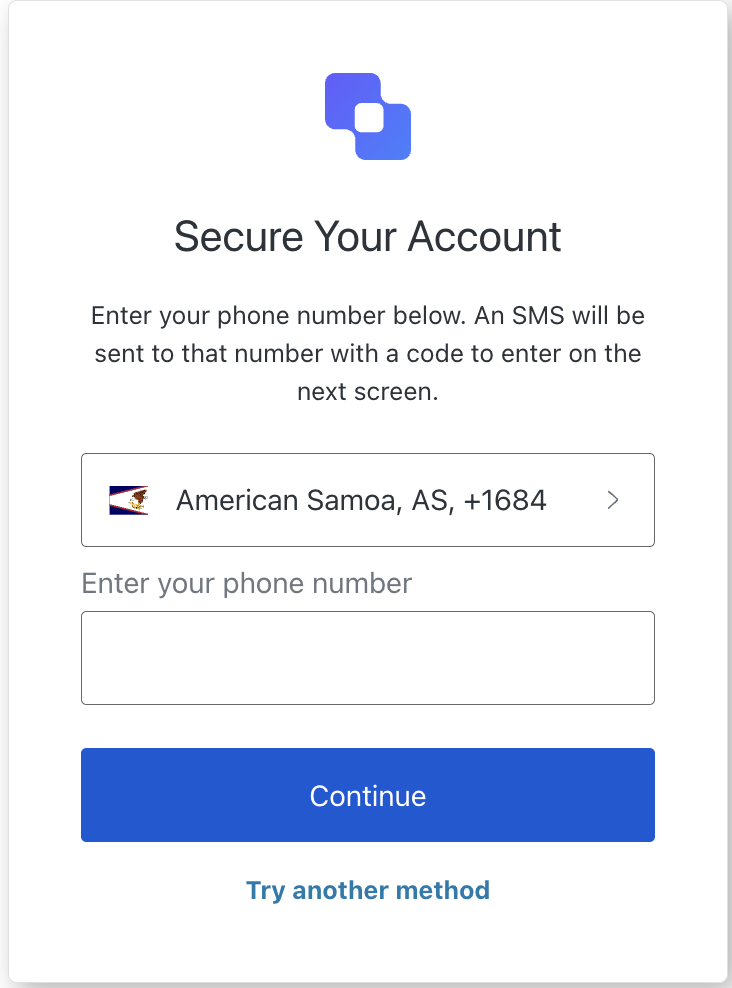 Secure Your Account
Enter your phone number below. An SMS will be
sent to that number with a code to enter on the
next screen.
American Samoa, AS, +1684
Enter your phone number
Continue
Try another method